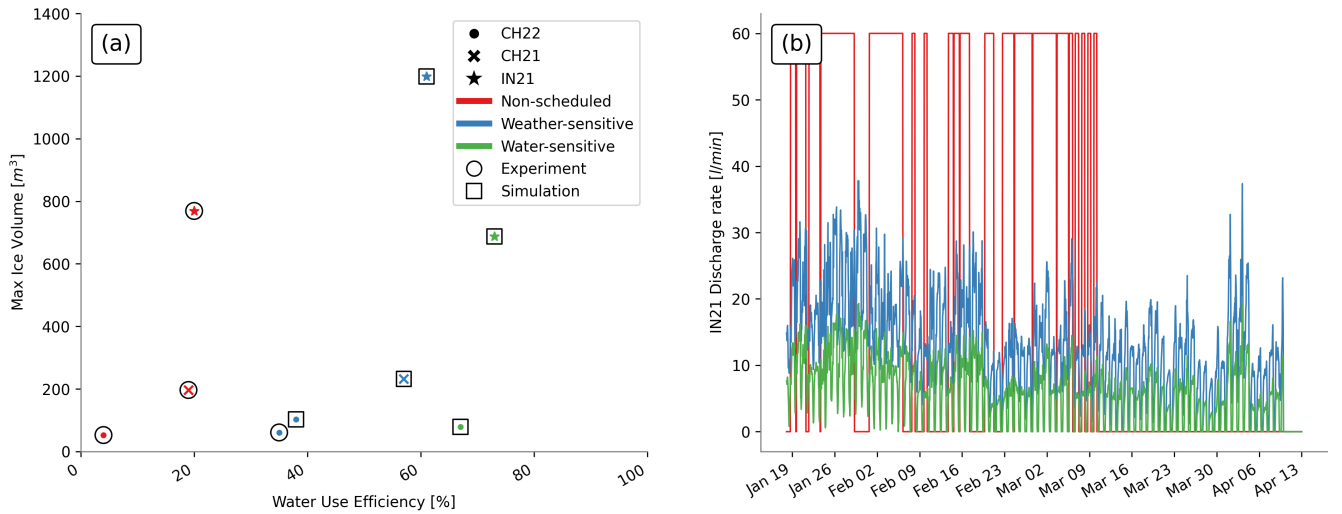 (a)
1400
1200
1000
800
600
400
200
0
Max Ice Volume [m³]
0
20
40
60
80
100
Water Use Efficiency [%]
CH22
CH21
IN21
Non-scheduled
Weather-sensitive
Water-sensitive
Experiment
Simulation
(b)
60
50
40
30
20
10
0
IN21 Discharge rate [l/min]
Jan 19
Jan 26
Feb 02
Feb 09
Feb 16
Feb 23
Mar 02
Mar 09
Mar 16
Mar 23
Mar 30
Apr 06
Apr 13